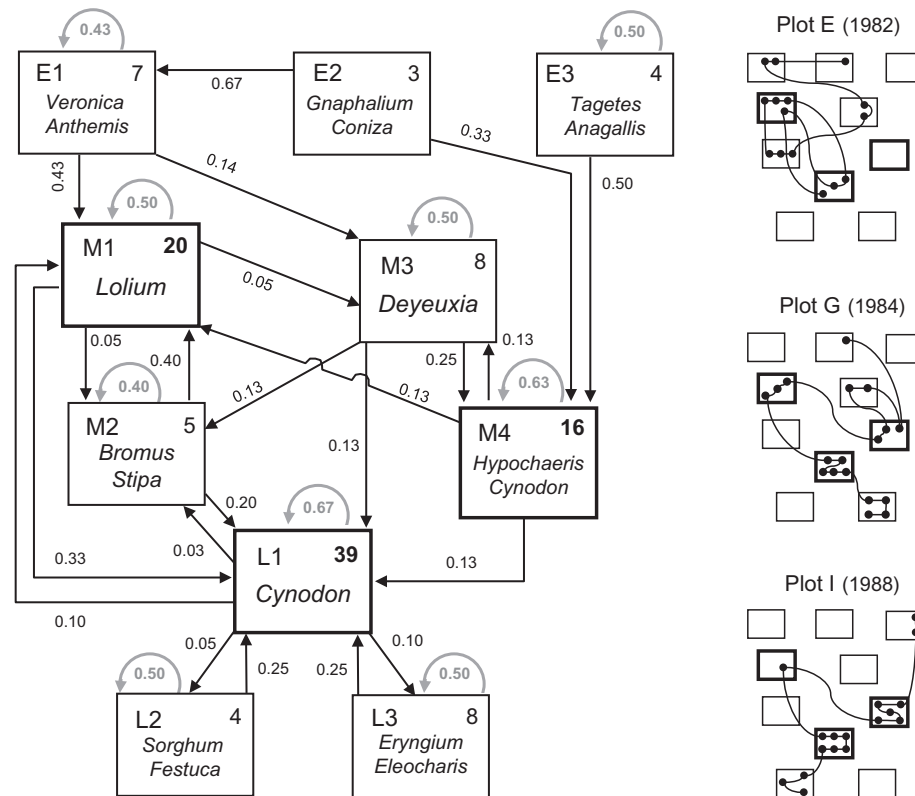 0.43
0.50
Plot E (1982)
E1 7
Veronica
Anthemis
0.67
E2 3
Gnaphalium
Coniza
E3 4
Tagetes
Anagallis
0.33
0.43
0.14
0.50
0.50
0.50
M1 20
Lolium
0.05
M3 8
Deyeuxia
Plot G (1984)
0.05
0.40
0.40
0.13
0.13
0.25
0.13
0.63
M2 5
Bromus
Stipa
M4 16
Hypochaeris
Cynodon
0.13
0.20
0.67
0.03
0.33
L1 39
Cynodon
0.13
0.10
Plot I (1988)
0.05
0.10
0.50
0.25
0.25
0.50
L2 4
Sorghum
Festuca
L3 8
Eryngium
Eleocharis